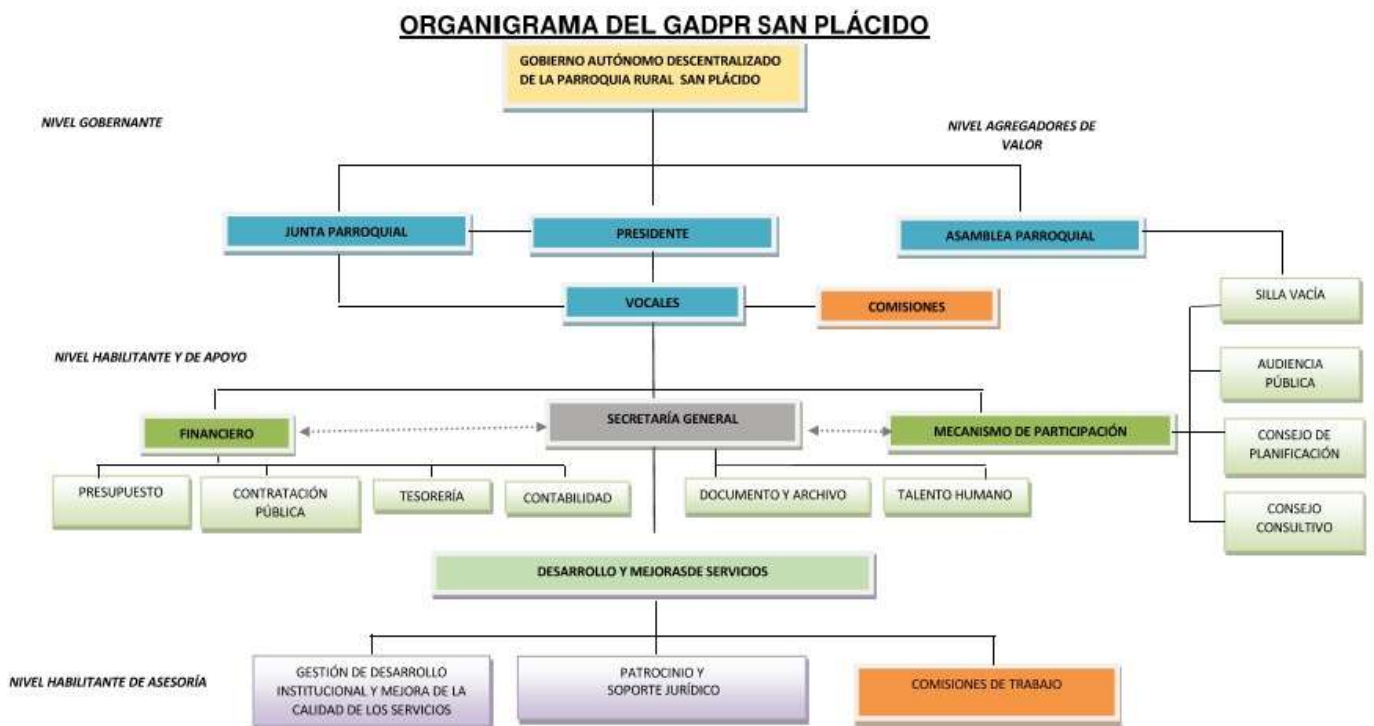 ORGANIGRAMA DEL GADPR SAN PLÁCIDO
GOBIERNO AUTÓNOMO DESCENTRALIZADO
DE LA PARROQUIA RURAL SAN PLÁCIDO
NIVEL GOBERNANTE
NIVEL AGREGADORES DE
VALOR
JUNTA PARROQUIAL
PRESIDENTE
ASAMBLEA PARROQUIAL
VOCALES
COMISIONES
SILLA VACÍA
NIVEL HABILITANTE Y DE APOYO
AUDIENCIA
PÚBLICA
FINANCIERO
SECRETARÍA GENERAL
MECANISMO DE PARTICIPACIÓN
CONSEJO DE
PLANIFICACIÓN
PRESUPUESTO
CONTRATACIÓN
PÚBLICA
TESORERÍA
CONTABILIDAD
DOCUMENTO Y ARCHIVO
TALENTO HUMANO
CONSEJO
CONSULTIVO
DESARROLLO Y MEJORASDE SERVICIOS
NIVEL HABILITANTE DE ASESORÍA
GESTIÓN DE DESARROLLO
INSTITUCIONAL Y MEJORA DE LA
CALIDAD DE LOS SERVICIOS
PATROCINIO Y
SOPORTE JURÍDICO
COMISIONES DE TRABAJO